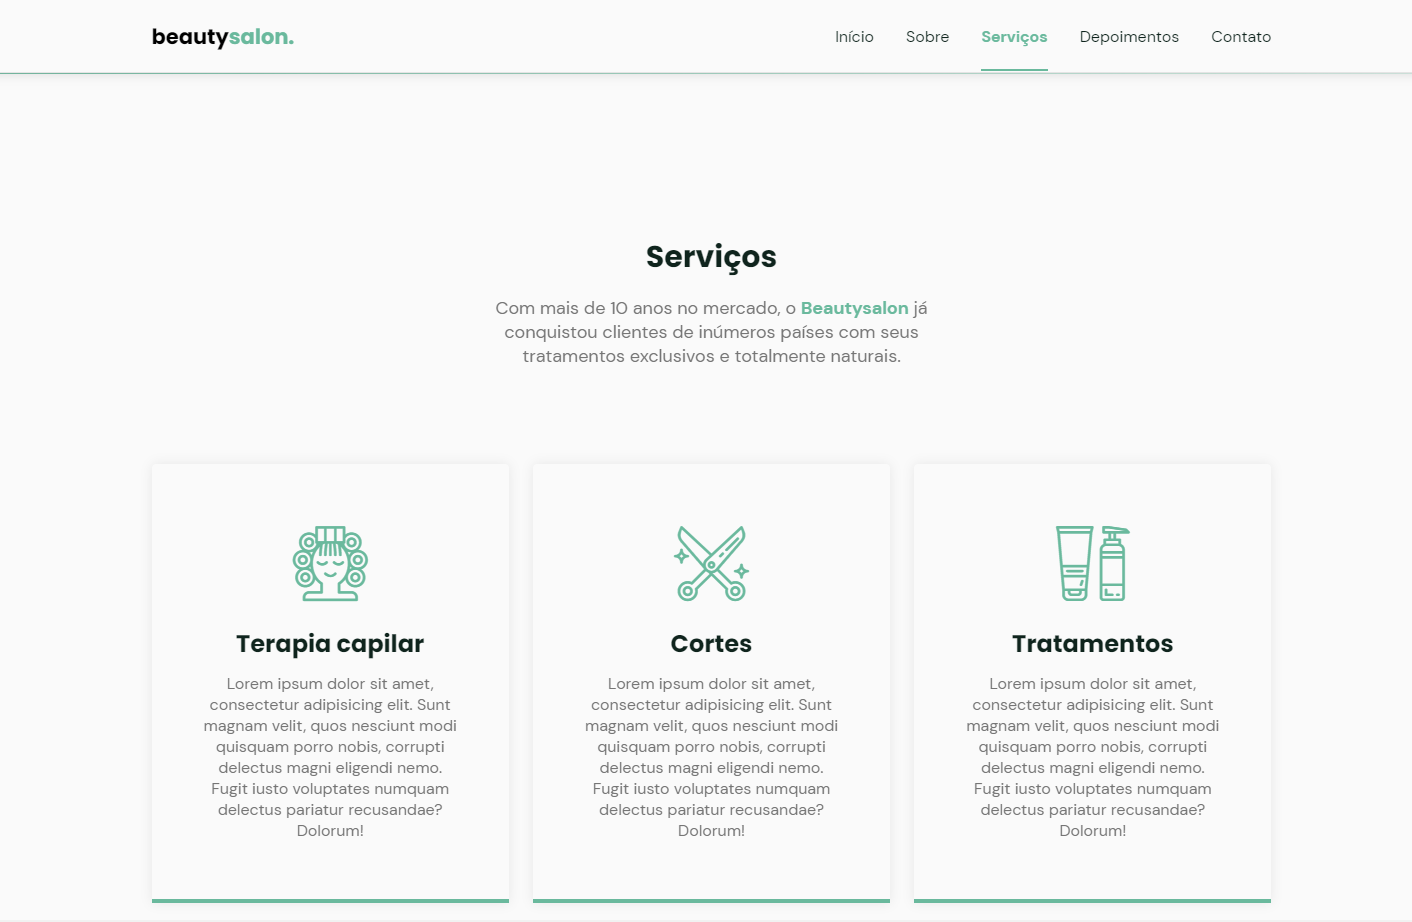 beautysalon.
Início Sobre Serviços Depoimentos Contato
Serviços
Com mais de 10 anos no mercado, o Beautysalon já
conquistou clientes de inúmeros países com seus
tratamentos exclusivos e totalmente naturais.
Terapia capilar
Lorem ipsum dolor sit amet,
consectetur adipisicing elit. Sunt
magnam velit, quos nesciunt modi
quisquam porro nobis, corrupti
delectus magni eligendi nemo.
Fugit iusto voluptates numquam
delectus pariatur recusandae?
Dolorum!
Cortes
Lorem ipsum dolor sit amet,
consectetur adipisicing elit. Sunt
magnam velit, quos nesciunt modi
quisquam porro nobis, corrupti
delectus magni eligendi nemo.
Fugit iusto voluptates numquam
delectus pariatur recusandae?
Dolorum!
Tratamentos
Lorem ipsum dolor sit amet,
consectetur adipisicing elit. Sunt
magnam velit, quos nesciunt modi
quisquam porro nobis, corrupti
delectus magni eligendi nemo.
Fugit iusto voluptates numquam
delectus pariatur recusandae?
Dolorum!